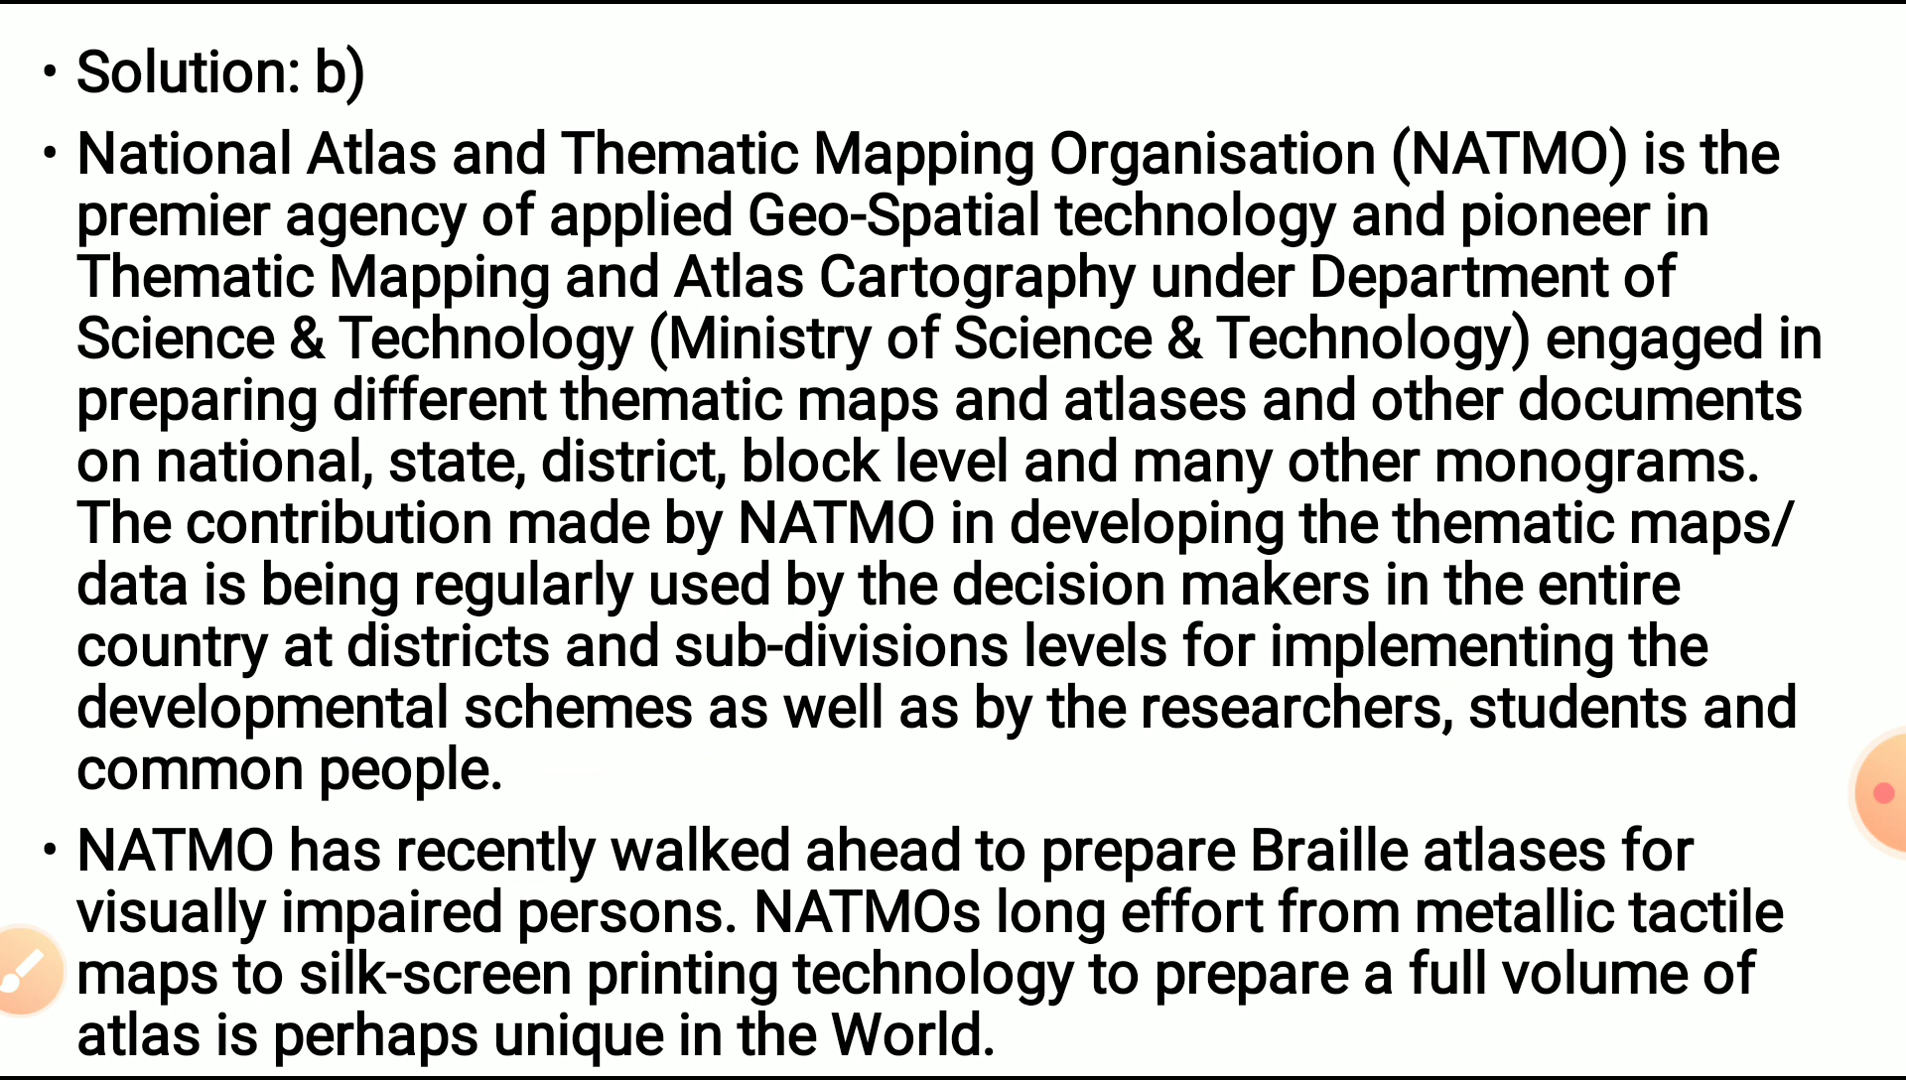 • Solution: b)
• National Atlas and Thematic Mapping Organisation (NATMO) is the
premier agency of applied Geo-Spatial technology and pioneer in
Thematic Mapping and Atlas Cartography under Department of
Science & Technology (Ministry of Science & Technology) engaged in
preparing different thematic maps and atlases and other documents
on national, state, district, block level and many other monograms.
The contribution made by NATMO in developing the thematic maps/
data is being regularly used by the decision makers in the entire
country at districts and sub-divisions levels for implementing the
developmental schemes as well as by the researchers, students and
common people.
• NATMO has recently walked ahead to prepare Braille atlases for
visually impaired persons. NATMOs long effort from metallic tactile
maps to silk-screen printing technology to prepare a full volume of
atlas is perhaps unique in the World.